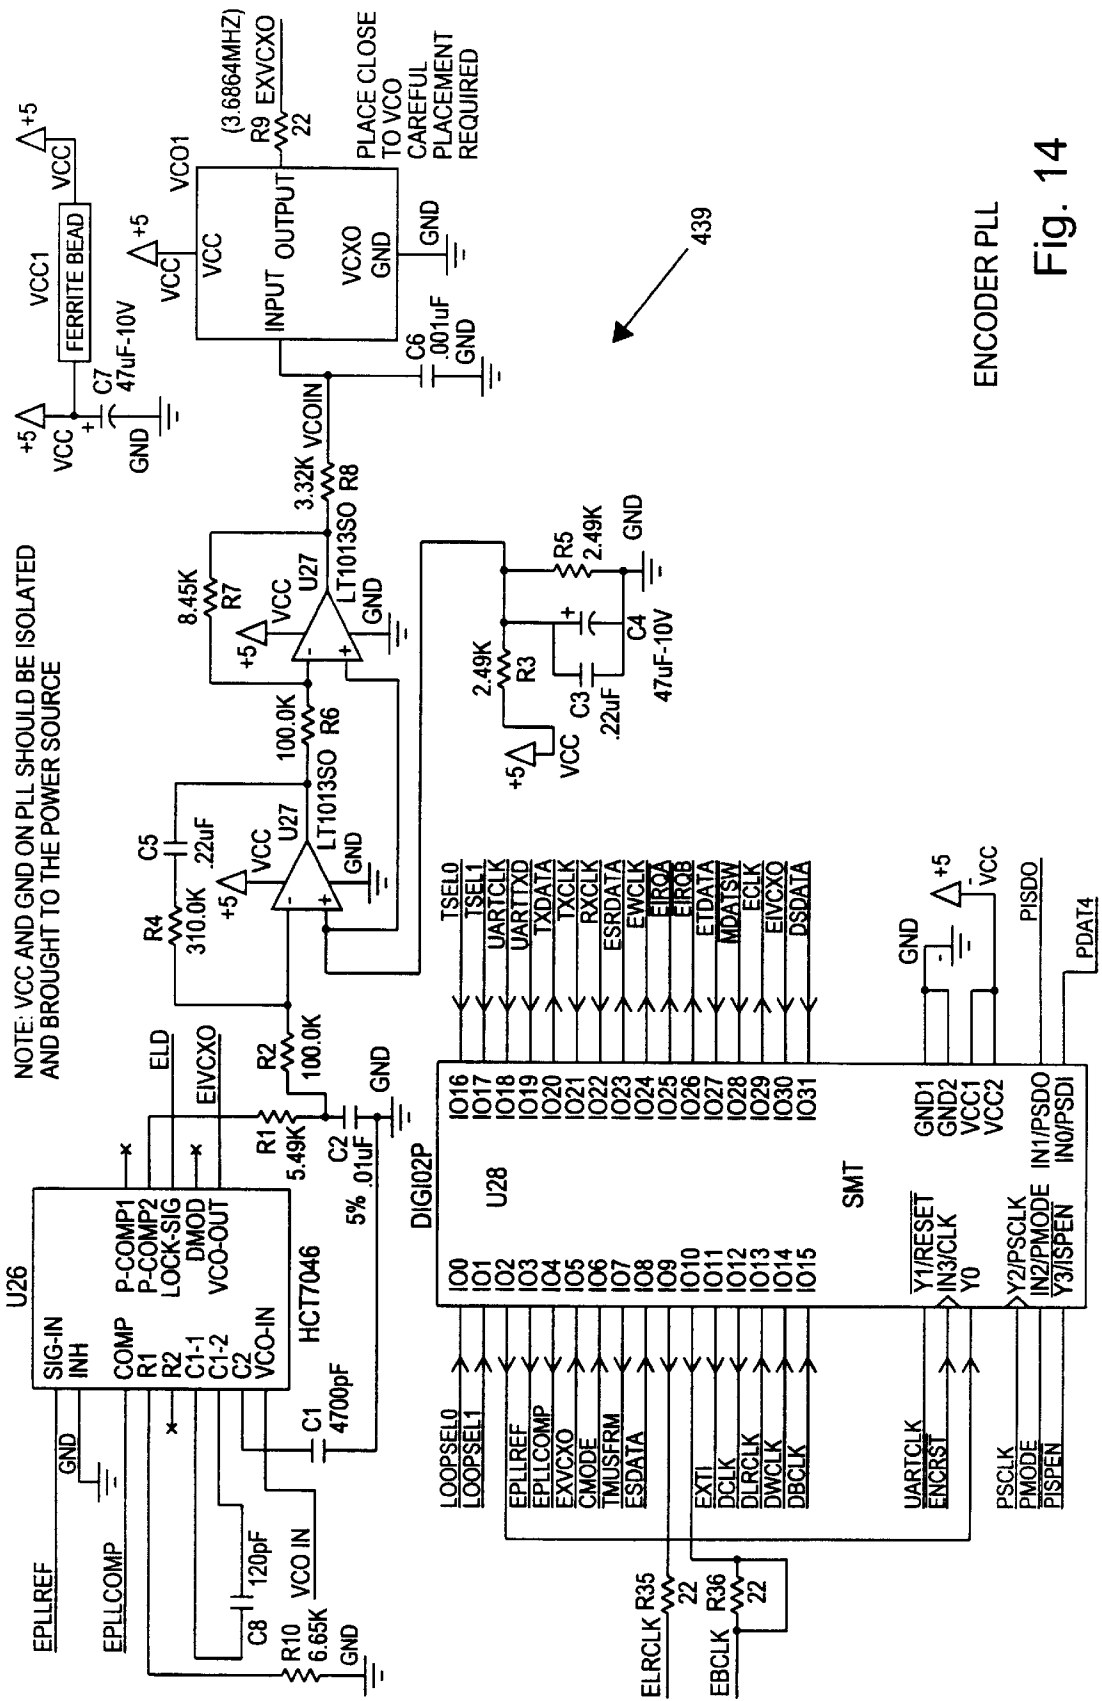 NOTE: VCC AND GND ON PLL SHOULD BE ISOLATED
AND BROUGHT TO THE POWER SOURCE
+5
VCC
C7
47uF-10V
GND
VCC1
FERRITE BEAD
VCC
+5
U26
SIG-IN
INH
COMP
R1
R2
C1-1
C1-2
C2
VCO-IN
P-COMP1
P-COMP2
LOCK-SIG
DMOD
VCO-OUT
HCT7046
EPLLREF
GND
EPLLCOMP
C8
120pF
VCO IN
R10
6.65K
GND
C1
4700pF
ELD
EIVCXO
R1
5.49K
C2
5% .01uF
GND
R2
100.0K
R4
310.0K
C5
.22uF
+5
VCC
U27
LT1013SO
GND
-
+
100.0K
R6
8.45K
R7
+5
VCC
U27
LT1013SO
GND
-
+
3.32K
R8
VCOIN
C6
.001uF
GND
+5
VCC
VCO1
VCC
INPUT
OUTPUT
VCXO
GND
GND
(3.6864MHZ)
R9 EXVCXO
22
PLACE CLOSE
TO VCO
CAREFUL
PLACEMENT
REQUIRED
+5
VCC
2.49K
R3
C3
.22uF
+
C4
47uF-10V
R5
2.49K
GND
439
DIGI02P
U28
SMT
IO0
IO1
IO2
IO3
IO4
IO5
IO6
IO7
IO8
IO9
IO10
IO11
IO12
IO13
IO14
IO15
Y1/RESET
IN3/CLK
Y0
Y2/PSCLK
IN2/PMODE
Y3/ISPEN
IO16
IO17
IO18
IO19
IO20
IO21
IO22
IO23
IO24
IO25
IO26
IO27
IO28
IO29
IO30
IO31
GND1
GND2
VCC1
VCC2
IN1/PSDO
IN0/PSDI
LOOPSEL0
LOOPSEL1
EPLLREF
EPLLCOMP
EXVCXO
CMODE
TMUSFRM
ESDATA
EXTI
DCLK
DLRCLK
DWCLK
DBCLK
UARTCLK
ENCRST
PSCLK
PMODE
PISPEN
ELRCLK
R35
22
EBCLK
R36
22
TSEL0
TSEL1
UARTCLK
UARTTXD
TXDATA
TXCLK
RXCLK
ESRDATA
EWCLK
EIRQA
EIRQB
ETDATA
MDATSW
ECLK
EIVCXO
DSDATA
GND
+5
VCC
PISDO
PDAT4
ENCODER PLL
Fig. 14